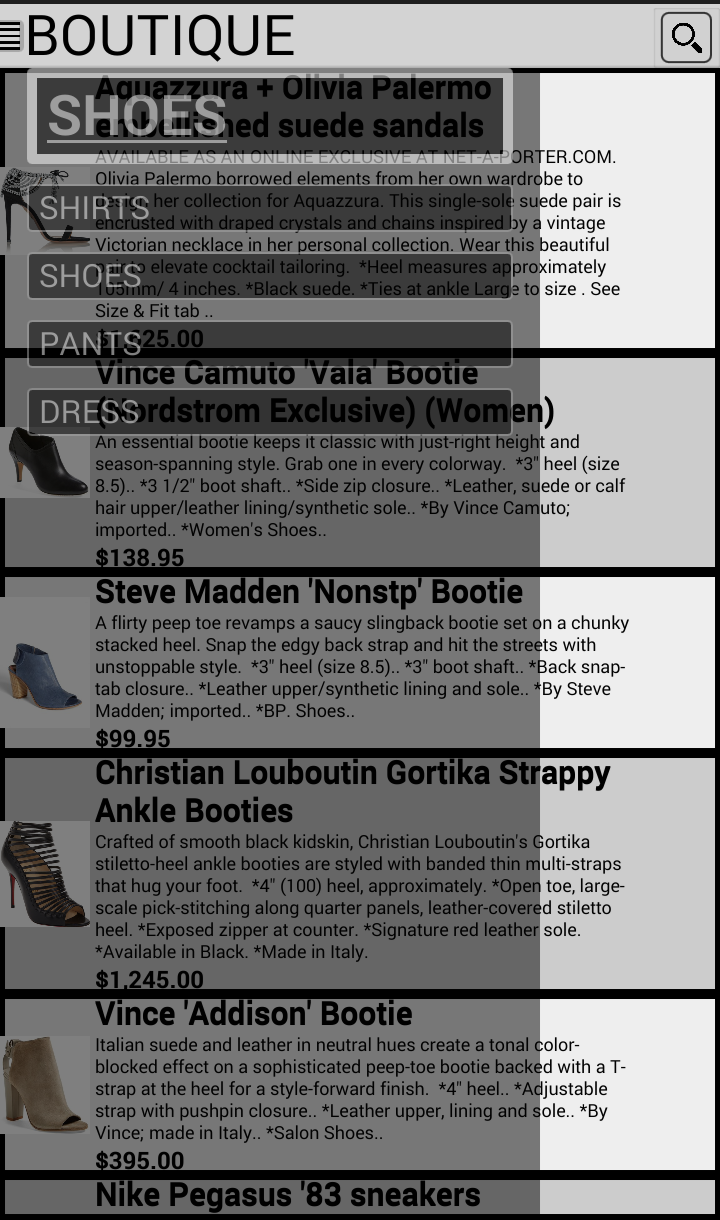 BOUTIQUE
SHOES
SHIRTS
SHOES
PANTS
DRESS
Aquazzura + Olivia Palermo
embellished suede sandals
AVAILABLE AS AN ONLINE EXCLUSIVE AT NET-A-PORTER.COM.
Olivia Palermo borrowed elements from her own wardrobe to
design her collection for Aquazzura. This single-sole suede pair is
encrusted with draped crystals and chains inspired by a vintage
Victorian necklace in her personal collection. Wear this beautiful
pair to elevate cocktail tailoring.  *Heel measures approximately
105mm/ 4 inches. *Black suede. *Ties at ankle Large to size . See
Size & Fit tab ..
Vince Camuto 'Vala' Bootie
(Nordstrom Exclusive) (Women)
An essential bootie keeps it classic with just-right height and
season-spanning style. Grab one in every colorway.  *3" heel (size
8.5).. *3 1/2" boot shaft.. *Side zip closure.. *Leather, suede or calf
hair upper/leather lining/synthetic sole.. *By Vince Camuto;
imported.. *Women's Shoes..
$138.95
Steve Madden 'Nonstp' Bootie
A flirty peep toe revamps a saucy slingback bootie set on a chunky
stacked heel. Snap the edgy back strap and hit the streets with
unstoppable style.  *3" heel (size 8.5).. *3" boot shaft.. *Back snap-
tab closure.. *Leather upper/synthetic lining and sole.. *By Steve
Madden; imported.. *BP. Shoes..
$99.95
Christian Louboutin Gortika Strappy
Ankle Booties
Crafted of smooth black kidskin, Christian Louboutin's Gortika
stiletto-heel ankle booties are styled with banded thin multi-straps
that hug your foot.  *4" (100) heel, approximately. *Open toe, large-
scale pick-stitching along quarter panels, leather-covered stiletto
heel. *Exposed zipper at counter. *Signature red leather sole.
*Available in Black. *Made in Italy.
$1,245.00
Vince 'Addison' Bootie
Italian suede and leather in neutral hues create a tonal color-
blocked effect on a sophisticated peep-toe bootie backed with a T-
strap at the heel for a style-forward finish.  *4" heel.. *Adjustable
strap with pushpin closure.. *Leather upper, lining and sole.. *By
Vince; made in Italy.. *Salon Shoes..
$395.00
Nike Pegasus '83 sneakers